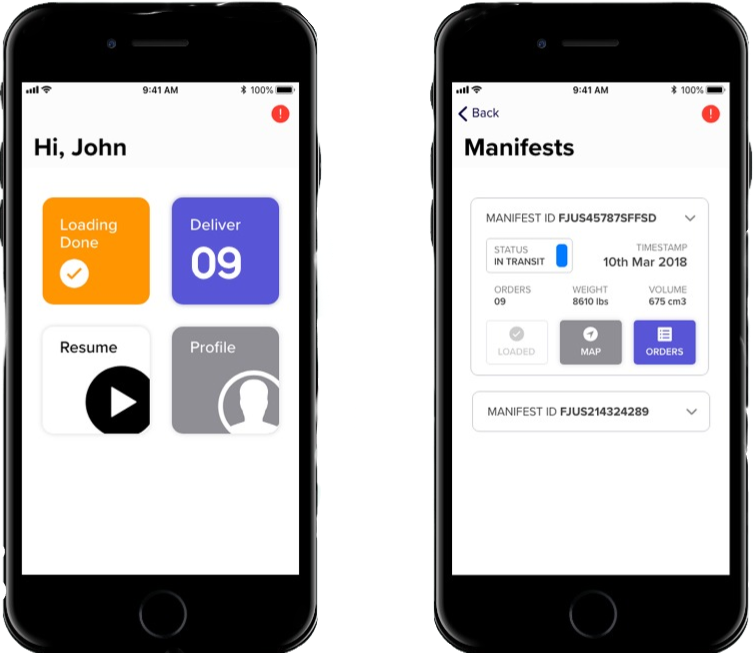 9:41 AM
100%
!
Hi, John
Loading
Done
Deliver
09
Resume
Profile
9:41 AM
100%
Back
!
Manifests
MANIFEST ID FJUS45787SFFSD
STATUS
IN TRANSIT
TIMESTAMP
10th Mar 2018
ORDERS WEIGHT VOLUME
09 8610 lbs 675 cm3
LOADED MAP ORDERS
MANIFEST ID FJUS214324289